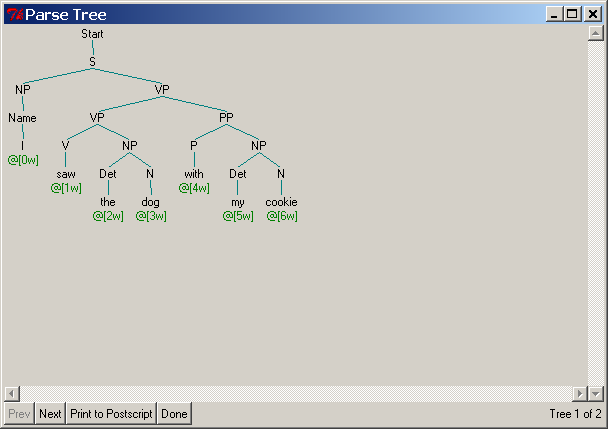 Parse Tree
Start
S
NP VP
Name VP PP
I V NP P NP
@[0w] saw Det N with Det N
@[1w] the dog @[4w] my cookie
@[2w] @[3w] @[5w] @[6w]
Prev Next Print to Postscript Done Tree 1 of 2